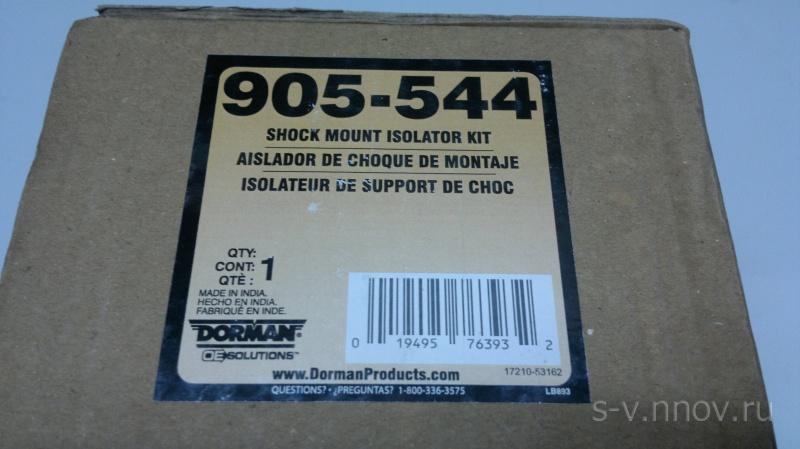 905-544
SHOCK MOUNT ISOLATOR KIT
AISLADOR DE CHOQUE DE MONTAJE
ISOLATEUR DE SUPPORT DE CHOC
QTY:
CONT: 1
QTÈ :
MADE IN INDIA.
HECHO EN INDIA.
FABRIQUÉ EN INDE.
DORMAN®
OE SOLUTIONS™
0 19495 76393 2
www.DormanProducts.com
17210-53162
QUESTIONS? • ¿PREGUNTAS? 1-800-336-3575
LB893
s-v.nnov.ru